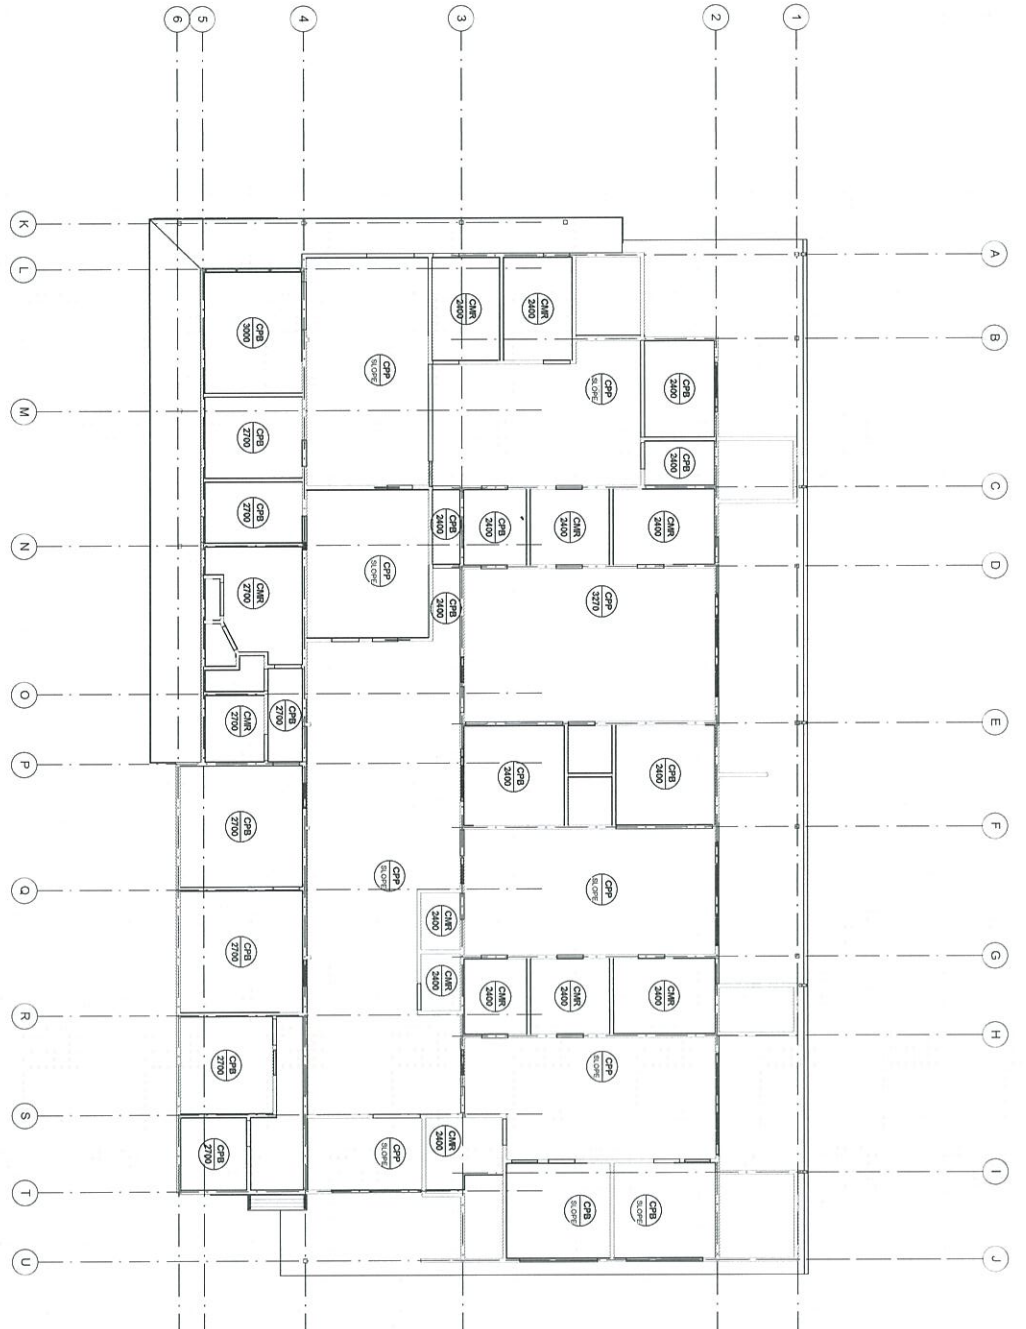 6
5
4
3
2
1
K
A
L
B
CPB
3000
CMR
2400
CMR
2400
CPP
SLOPE
CPP
SLOPE
CPB
2400
M
CPB
2700
CPB
2400
C
CPB
2700
CPB
2400
CPB
2400
CMR
2400
CMR
2400
N
D
CPP
SLOPE
CMR
2700
CPB
2400
CPP
3270
O
E
CMR
2700
CPB
2700
P
CPB
2400
CPB
2400
CPB
2700
F
Q
CPP
SLOPE
CPP
SLOPE
CMR
2400
CPB
2700
G
CMR
2400
CMR
2400
CMR
2400
CMR
2400
R
H
CPB
2700
CPP
SLOPE
S
CPB
2700
CPP
SLOPE
CMR
2400
I
T
CPB
SLOPE
CPB
SLOPE
U
J